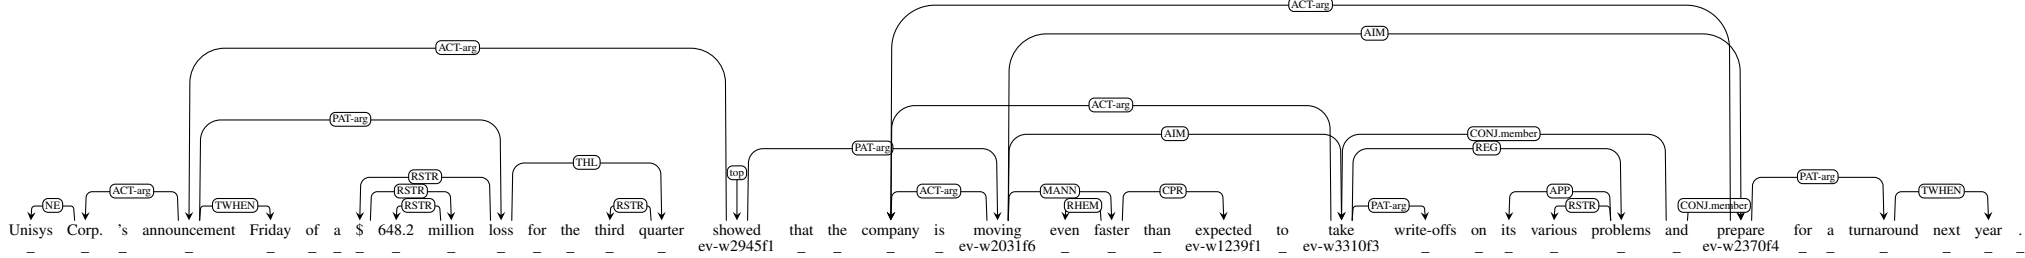 ACT-arg
AIM
ACT-arg
ACT-arg
PAT-arg
AIM CONJ.member
PAT-arg REG
THL
top
RSTR PAT-arg
ACT-arg RSTR ACT-arg MANN CPR APP TWHEN
NE TWHEN RSTR RSTR RHEM PAT-arg RSTR CONJ.member
Unisys Corp. 's announcement Friday of a $ 648.2 million loss for the third quarter showed that the company is moving even faster than expected to take write-offs on its various problems and prepare for a turnaround next year .
ev-w2945f1 ev-w2031f6 ev-w1239f1 ev-w3310f3 ev-w2370f4
_ _ _ _ _ _ _ _ _ _ _ _ _ _ _ _ _ _ _ _ _ _ _ _ _ _ _ _ _ _ _ _ _ _